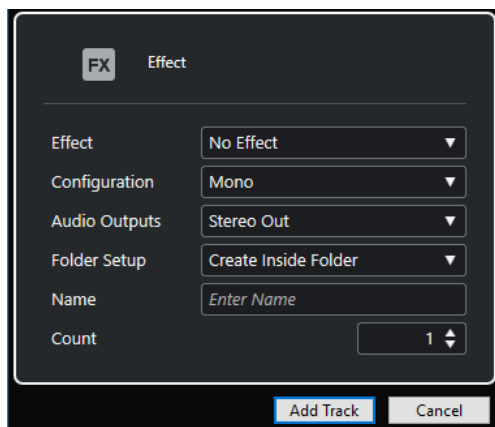 FX Effect
Effect No Effect
Configuration Mono
Audio Outputs Stereo Out
Folder Setup Create Inside Folder
Name Enter Name
Count 1
Add Track Cancel